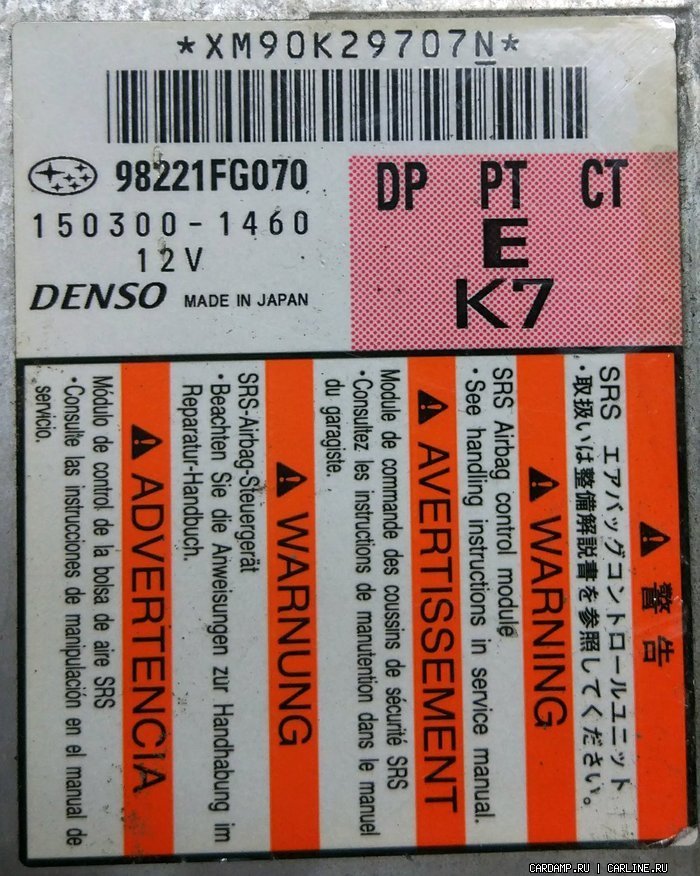 *XM90K29707N*
98221FG070
150300-1460
12V
DENSO MADE IN JAPAN
DP PT CT
E
K7
警告
SRS エアバッグコントロールユニット
・取扱いは整備解説書を参照してください。
WARNING
SRS Airbag control module
・See handling instructions in service manual.
AVERTISSEMENT
Module de commande des coussins de sécurité SRS
・Consultez les instructions de manutention dans le manuel
du garagiste.
WARNUNG
SRS-Airbag-Steuergerät
・Beachten Sie die Anweisungen zur Handhabung im
Reparatur-Handbuch.
ADVERTENCIA
Módulo de control de la bolsa de aire SRS
・Consulte las instrucciones de manipulación en el manual de
servicio.
CARDAMP.RU | CARLINE.RU